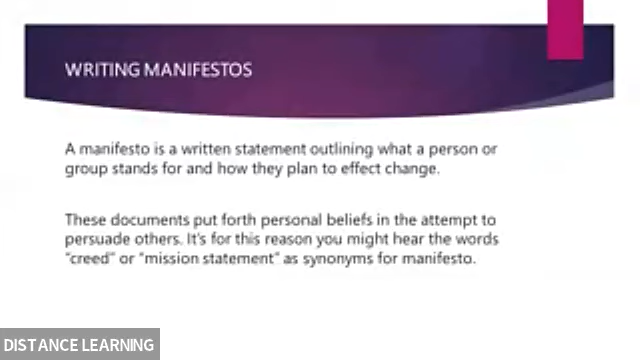 WRITING MANIFESTOS
A manifesto is a written statement outlining what a person or
group stands for and how they plan to effect change.
These documents put forth personal beliefs in the attempt to
persuade others. It's for this reason you might hear the words
"creed" or "mission statement" as synonyms for manifesto.
DISTANCE LEARNING